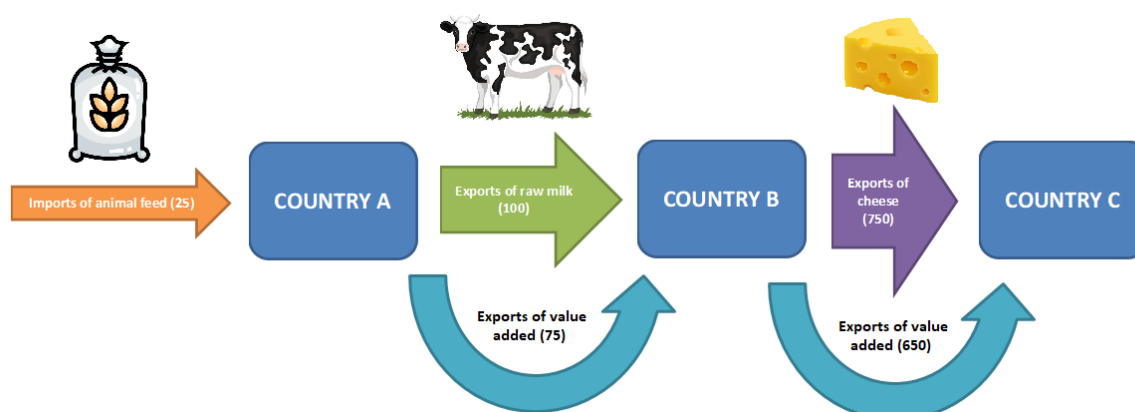 Imports of animal feed (25)
COUNTRY A
Exports of raw milk
(100)
COUNTRY B
Exports of
cheese
(750)
COUNTRY C
Exports of value
added (75)
Exports of value
added (650)